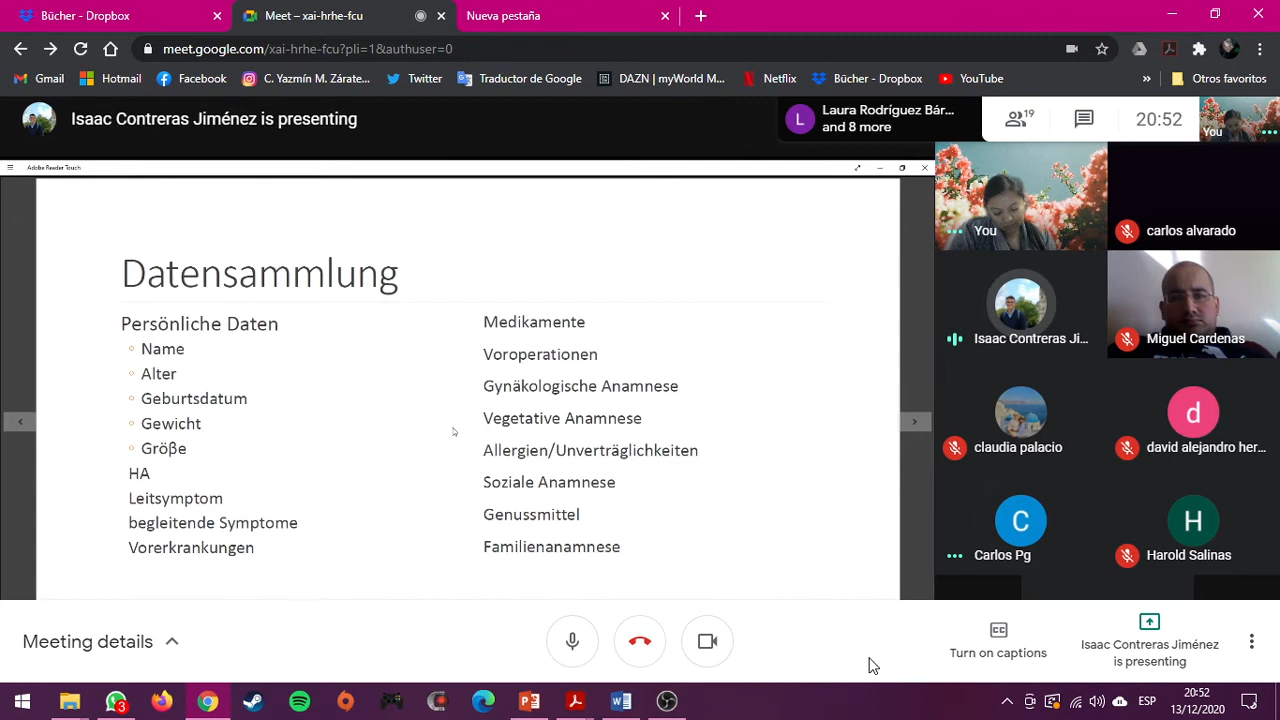 Bücher - Dropbox
Meet – xai-hrhe-cfu
Nueva pestaña
meet.google.com/xai-hrhe-cfu?pli=1&authuser=0
Gmail
Hotmail
Facebook
C. Yazmín M. Zárate...
Twitter
Traductor de Google
DAZN | myWorld M...
Netflix
Bücher - Dropbox
YouTube
»
Otros favoritos
Isaac Contreras Jiménez is presenting
L
Laura Rodríguez Bár...
and 8 more
19
20:52
You
Adobe Reader Touch
Datensammlung
Persönliche Daten
Name
Alter
Geburtsdatum
Gewicht
Gröβe
HA
Leitsymptom
begleitende Symptome
Vorerkrankungen
Medikamente
Voroperationen
Gynäkologische Anamnese
Vegetative Anamnese
Allergien/Unverträglichkeiten
Soziale Anamnese
Genussmittel
Familienanamnese
You
carlos alvarado
Isaac Contreras Ji...
Miguel Cardenas
claudia palacio
d
david alejandro her...
C
Carlos Pg
H
Harold Salinas
Meeting details
Turn on captions
Isaac Contreras Jiménez
is presenting
3
ESP
20:52
13/12/2020